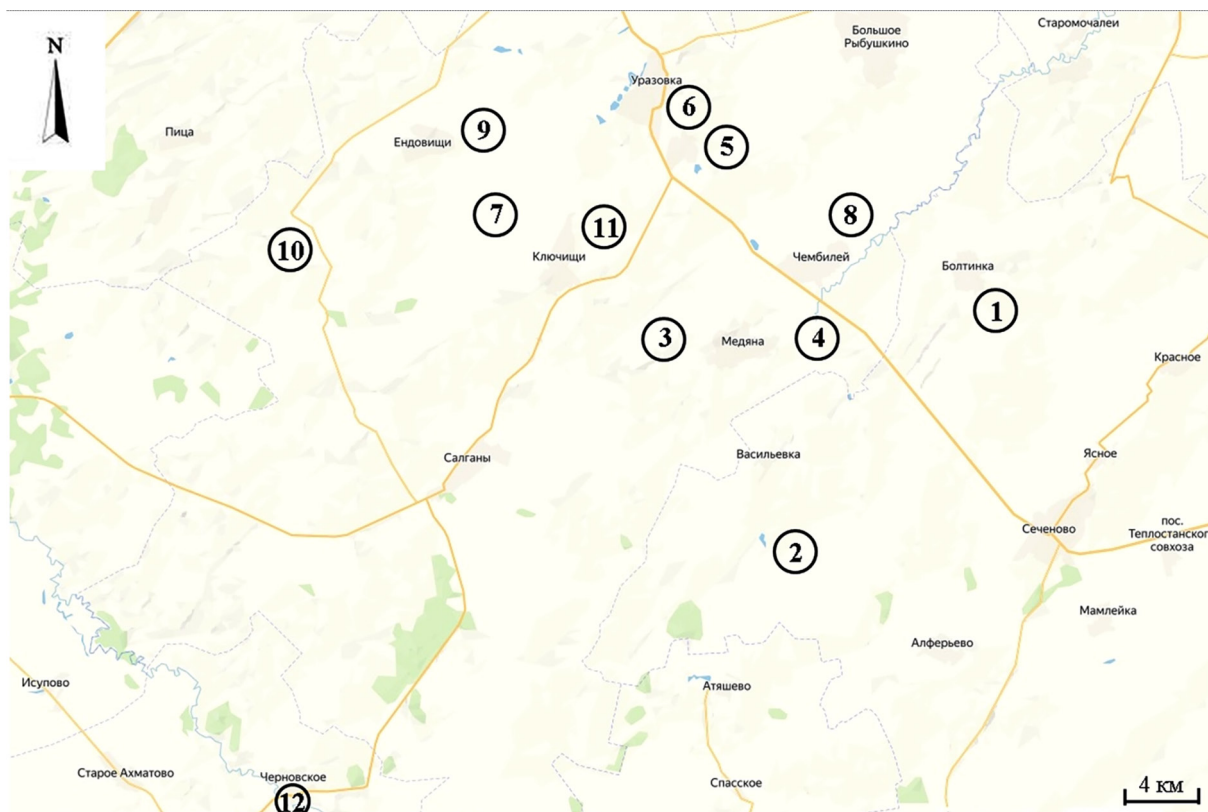 Старомочалеи
Большое
Рыбушкино
N
Уразовка
6
Пица
9
Ендовищи
5
7
8
11
10
Ключищи
Чембилей
Болтинка
1
3
Медяна
4
Красное
Салганы
Васильевка
Ясное
Сеченово
пос.
Теплостанского
совхоза
2
Мамлейка
Алферьево
Исупово
Атяшево
Старое Ахматово
Черновское
Спасское
4 км
12